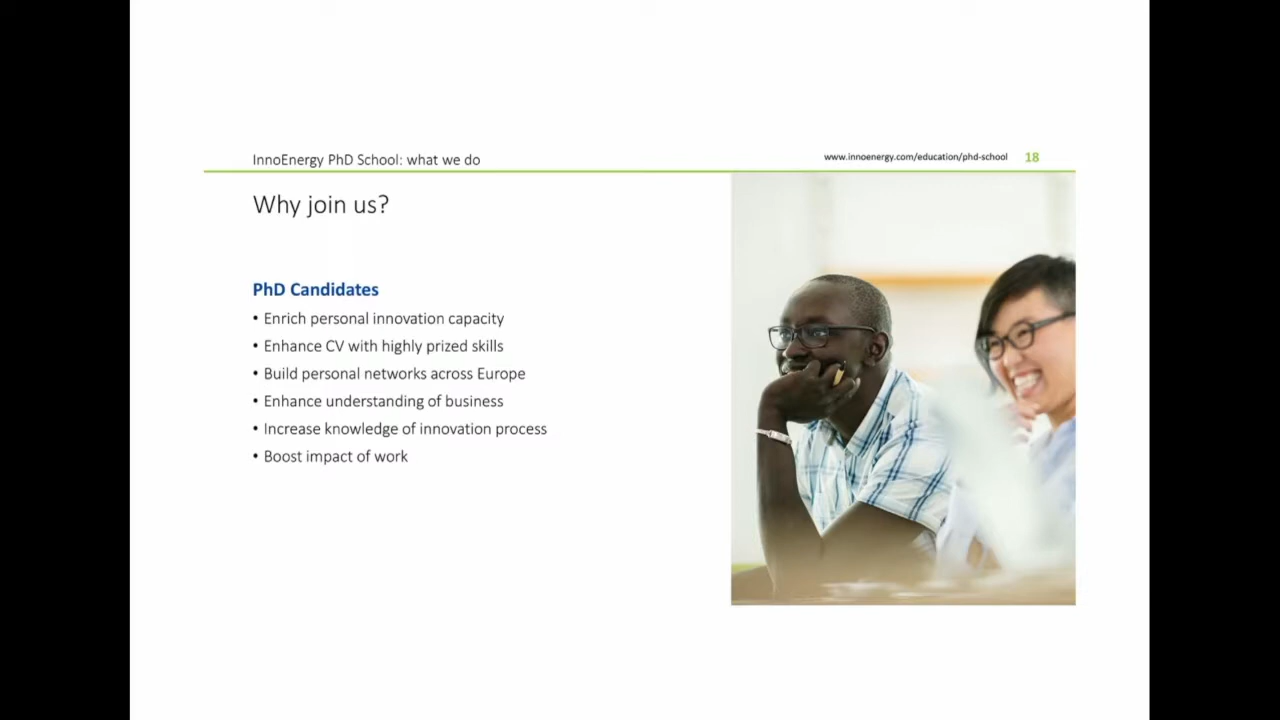 InnoEnergy PhD School: what we do
www.innoenergy.com/education/phd-school 18
Why join us?
PhD Candidates
• Enrich personal innovation capacity
• Enhance CV with highly prized skills
• Build personal networks across Europe
• Enhance understanding of business
• Increase knowledge of innovation process
• Boost impact of work